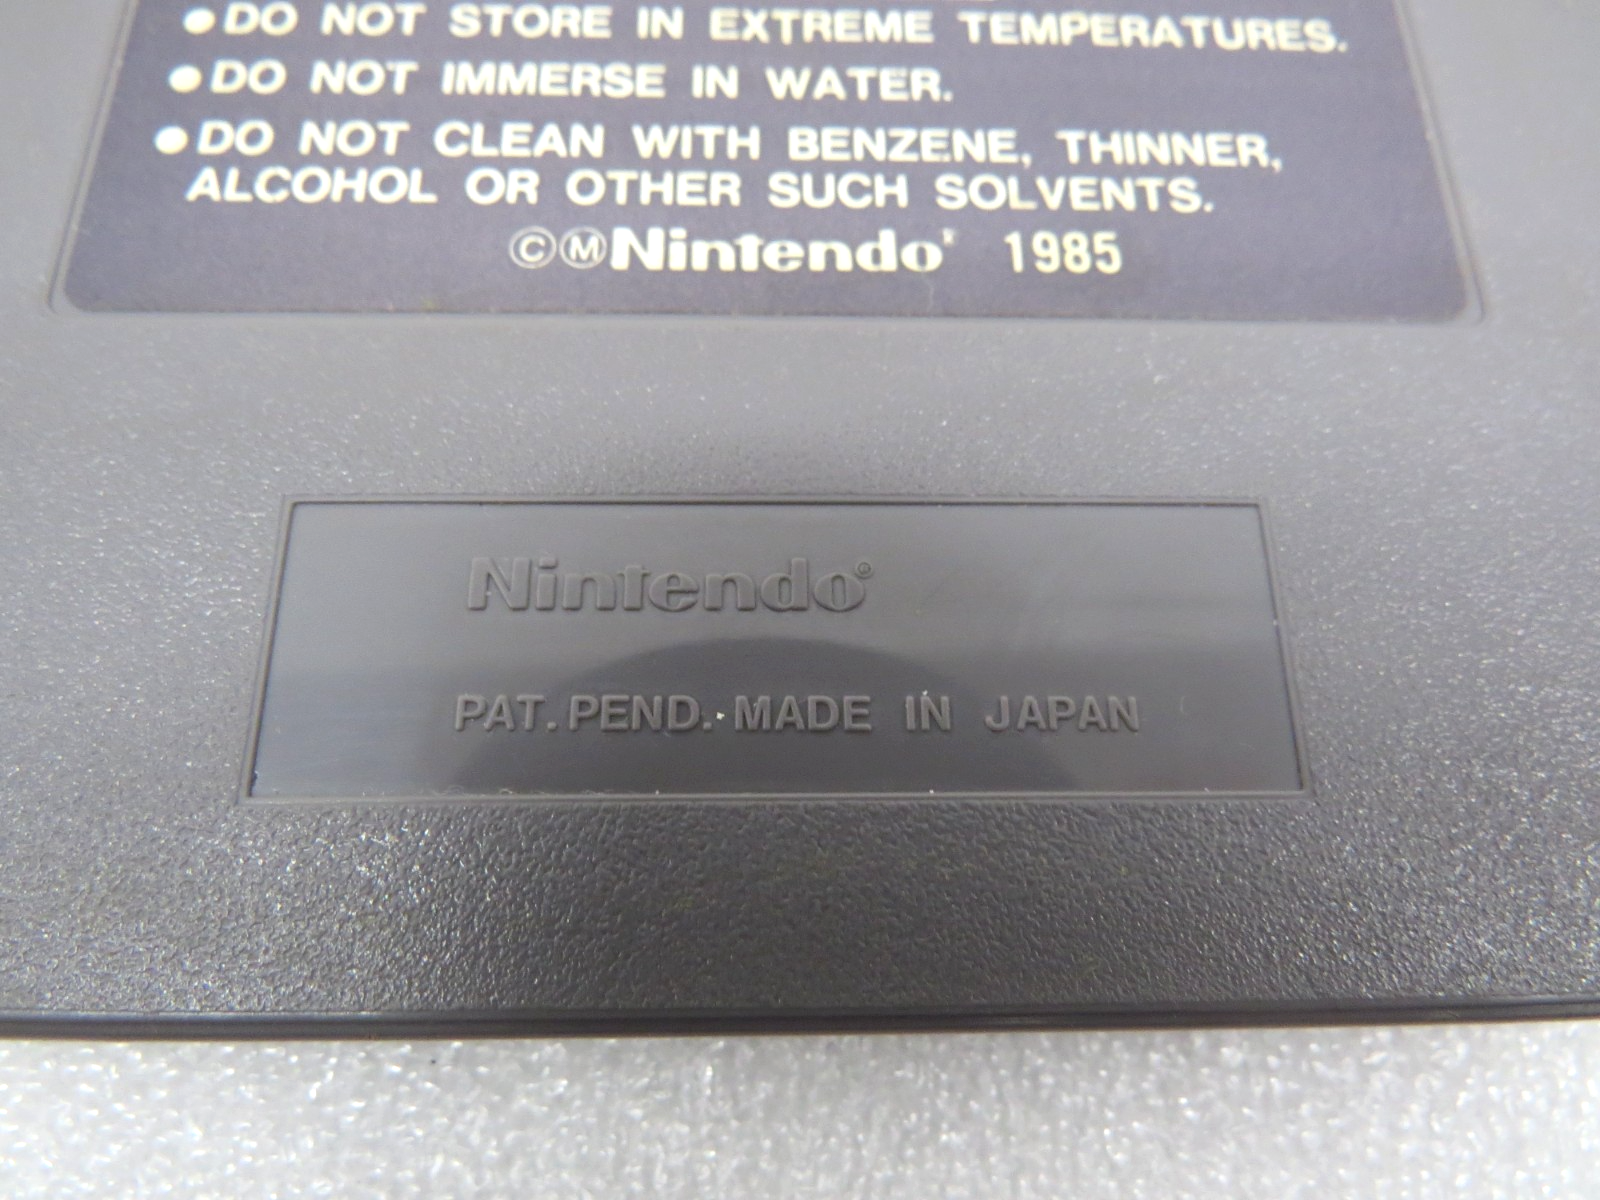 ●DO NOT STORE IN EXTREME TEMPERATURES.
●DO NOT IMMERSE IN WATER.
●DO NOT CLEAN WITH BENZENE, THINNER,
ALCOHOL OR OTHER SUCH SOLVENTS.
ⒸⓂNintendo 1985
Nintendo®
PAT. PEND. MADE IN JAPAN